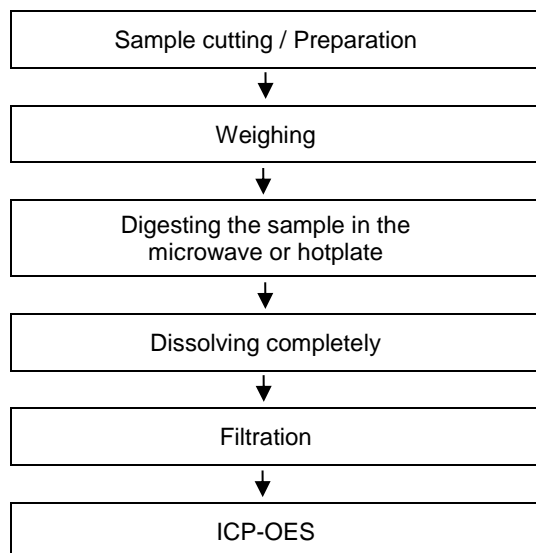 Sample cutting / Preparation
Weighing
Digesting the sample in the
microwave or hotplate
Dissolving completely
Filtration
ICP-OES